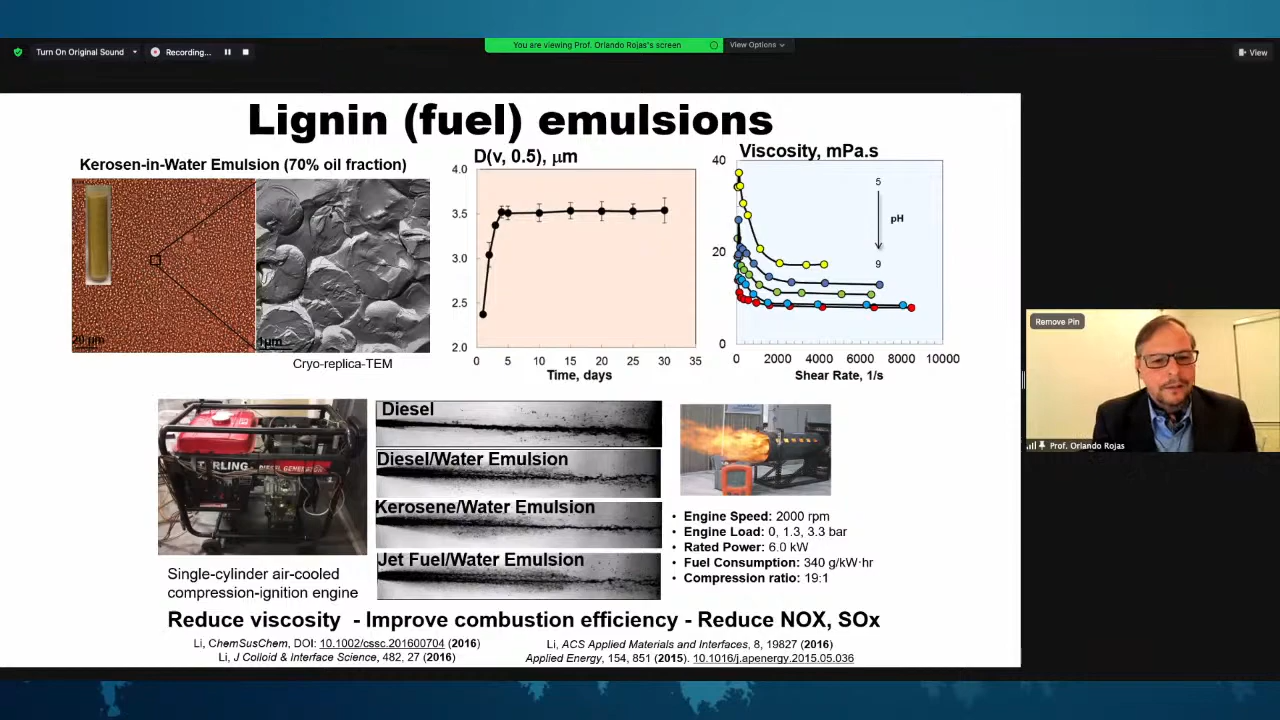 Turn On Original Sound
Recording...
You are viewing Prof. Orlando Rojas's screen
View Options
View
Lignin (fuel) emulsions
Kerosen-in-Water Emulsion (70% oil fraction)
20 µm
1µm
Cryo-replica-TEM
D(v, 0.5), µm
4.0
3.5
3.0
2.5
2.0
0 5 10 15 20 25 30 35
Time, days
Viscosity, mPa.s
40
20
0
5
pH
9
0 2000 4000 6000 8000 10000
Shear Rate, 1/s
Remove Pin
Prof. Orlando Rojas
DIESEL GENERATOR
Single-cylinder air-cooled
compression-ignition engine
Diesel
Diesel/Water Emulsion
Kerosene/Water Emulsion
Jet Fuel/Water Emulsion
• Engine Speed: 2000 rpm
• Engine Load: 0, 1.3, 3.3 bar
• Rated Power: 6.0 kW
• Fuel Consumption: 340 g/kW·hr
• Compression ratio: 19:1
Reduce viscosity - Improve combustion efficiency - Reduce NOX, SOx
Li, ChemSusChem, DOI: 10.1002/cssc.201600704 (2016)
Li, J Colloid & Interface Science, 482, 27 (2016)
Li, ACS Applied Materials and Interfaces, 8, 19827 (2016)
Applied Energy, 154, 851 (2015). 10.1016/j.apenergy.2015.05.036